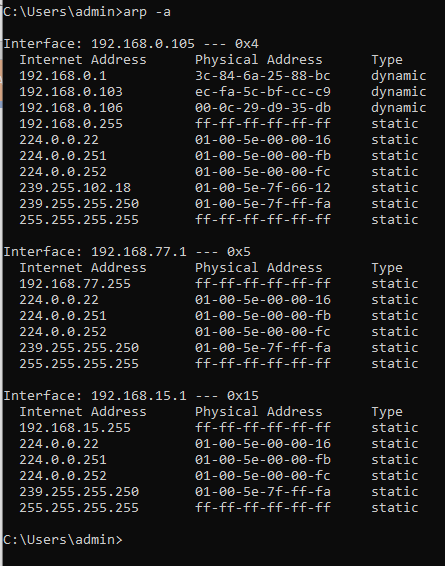 C:\Users\admin>arp -a
Interface: 192.168.0.105 --- 0x4
Internet Address Physical Address Type
192.168.0.1 3c-84-6a-25-88-bc dynamic
192.168.0.103 ec-fa-5c-bf-cc-c9 dynamic
192.168.0.106 00-0c-29-d9-35-db dynamic
192.168.0.255 ff-ff-ff-ff-ff-ff static
224.0.0.22 01-00-5e-00-00-16 static
224.0.0.251 01-00-5e-00-00-fb static
224.0.0.252 01-00-5e-00-00-fc static
239.255.102.18 01-00-5e-7f-66-12 static
239.255.255.250 01-00-5e-7f-ff-fa static
255.255.255.255 ff-ff-ff-ff-ff-ff static
Interface: 192.168.77.1 --- 0x5
Internet Address Physical Address Type
192.168.77.255 ff-ff-ff-ff-ff-ff static
224.0.0.22 01-00-5e-00-00-16 static
224.0.0.251 01-00-5e-00-00-fb static
224.0.0.252 01-00-5e-00-00-fc static
239.255.255.250 01-00-5e-7f-ff-fa static
255.255.255.255 ff-ff-ff-ff-ff-ff static
Interface: 192.168.15.1 --- 0x15
Internet Address Physical Address Type
192.168.15.255 ff-ff-ff-ff-ff-ff static
224.0.0.22 01-00-5e-00-00-16 static
224.0.0.251 01-00-5e-00-00-fb static
224.0.0.252 01-00-5e-00-00-fc static
239.255.255.250 01-00-5e-7f-ff-fa static
255.255.255.255 ff-ff-ff-ff-ff-ff static
C:\Users\admin>